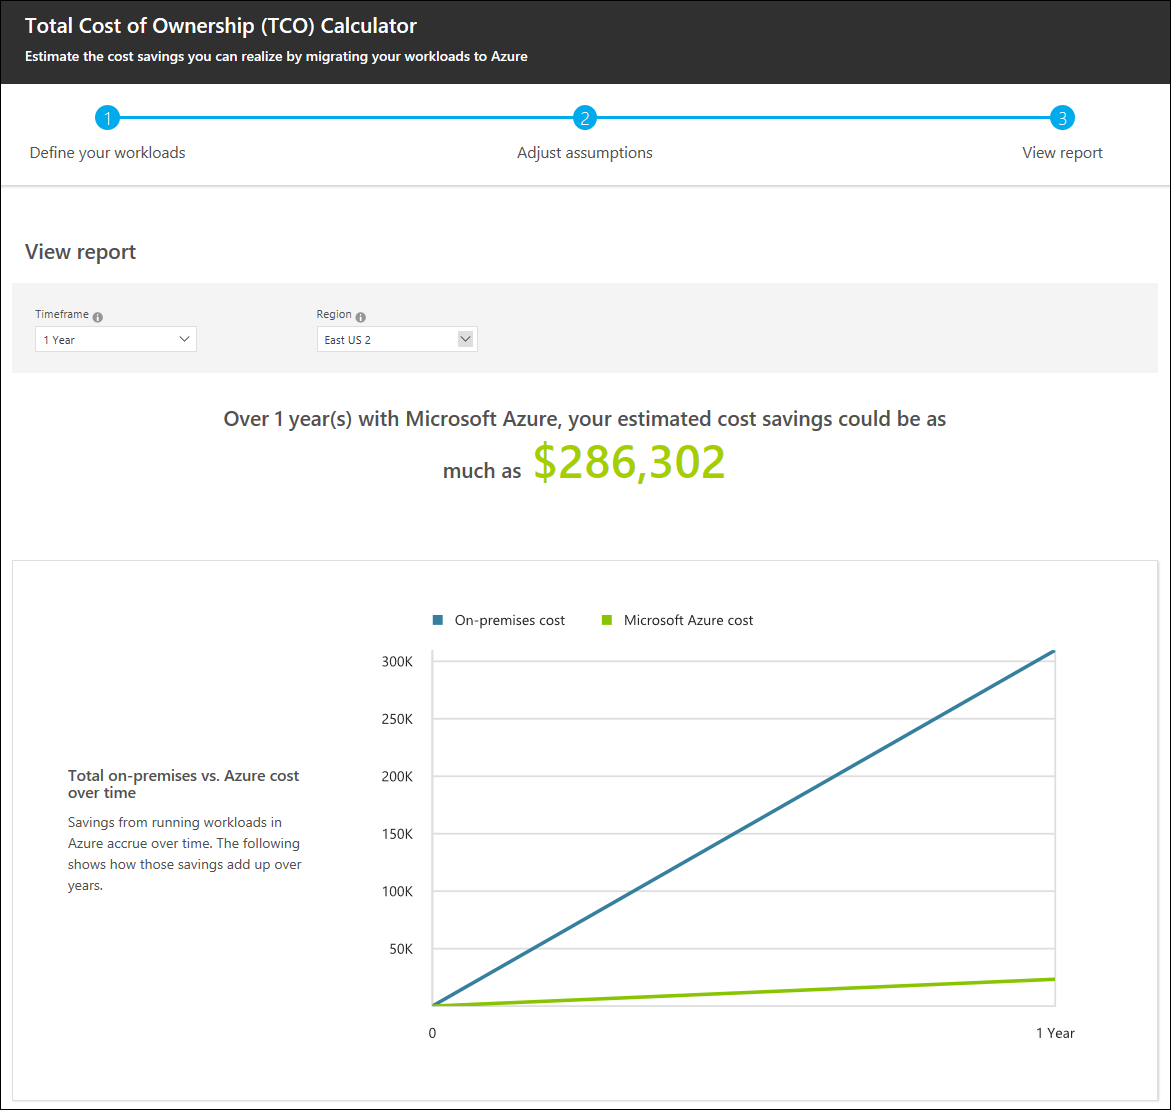 Total Cost of Ownership (TCO) Calculator
Estimate the cost savings you can realize by migrating your workloads to Azure
1
2
3
Define your workloads
Adjust assumptions
View report
View report
Timeframe
Region
1 Year
East US 2
Over 1 year(s) with Microsoft Azure, your estimated cost savings could be as
much as $286,302
On-premises cost
Microsoft Azure cost
300K
250K
200K
150K
100K
50K
0
1 Year
Total on-premises vs. Azure cost
over time
Savings from running workloads in
Azure accrue over time. The following
shows how those savings add up over
years.